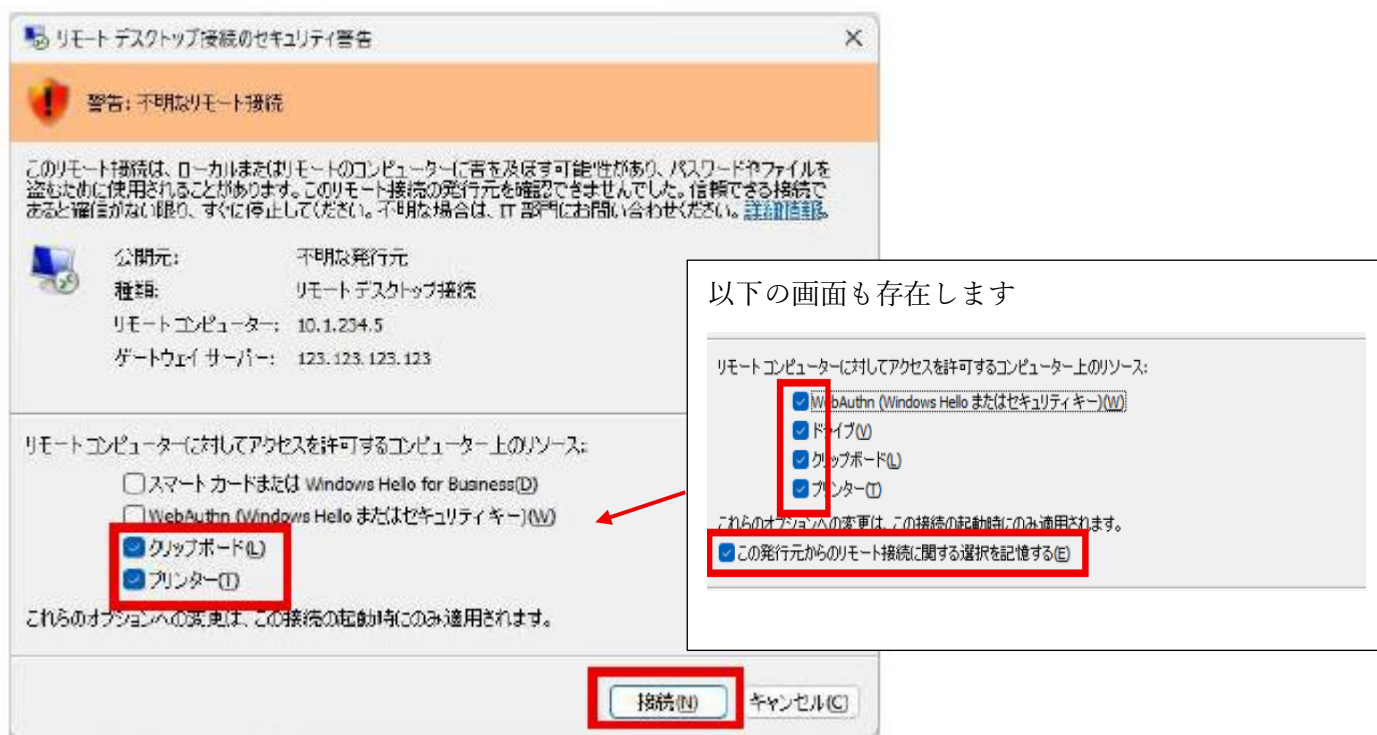 リモート デスクトップ接続のセキュリティ警告
警告: 不明なリモート接続
このリモート接続は、ローカルまたはリモートのコンピューターに害を及ぼす可能性があり、パスワードやファイルを
盗むために使用されることがあります。このリモート接続の発行元を確認できませんでした。信頼できる接続で
あると確信がない限り、すぐに停止してください。不明な場合は、IT 部門にお問い合わせください。詳細情報。
公開元: 不明な発行元
種類: リモート デスクトップ接続
リモート コンピューター: 10.1.234.5
ゲートウェイ サーバー: 123.123.123.123
リモート コンピューターに対してアクセスを許可するコンピューター上のリソース:
スマート カードまたは Windows Hello for Business(D)
WebAuthn (Windows Hello またはセキュリティ キー)(W)
クリップボード(L)
プリンター(T)
これらのオプションへの変更は、この接続の起動時にのみ適用されます。
接続(N) キャンセル(C)
以下の画面も存在します
リモート コンピューターに対してアクセスを許可するコンピューター上のリソース:
WebAuthn (Windows Hello またはセキュリティ キー)(W)
ドライブ(V)
クリップボード(L)
プリンター(T)
これらのオプションへの変更は、この接続の起動時にのみ適用されます。
この発行元からのリモート接続に関する選択を記憶する(E)